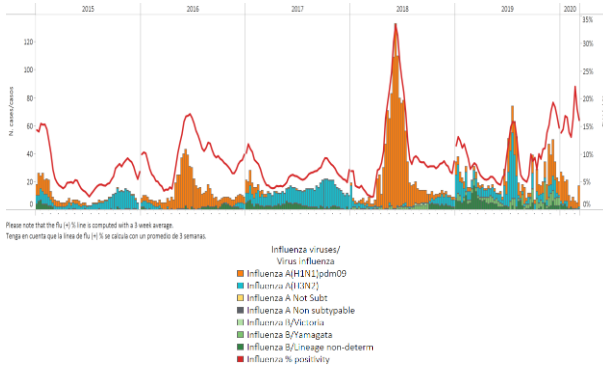 2015 2016 2017 2018 2019 2020
120
100
80
60
40
20
0
N. cases/casos
35%
30%
25%
20%
15%
10%
5%
0%
Please note that the flu (+) % line is computed with a 3 week average.
Tenga en cuenta que la linea de flu (+) % se calcula con un promedio de 3 semanas.
Influenza viruses/
Virus influenza
Influenza A(H1N1)pdm09
Influenza A(H3N2)
Influenza A Not Subt
Influenza A Non subtypable
Influenza B/Victoria
Influenza B/Yamagata
Influenza B/Lineage non-determ
Influenza % positivity